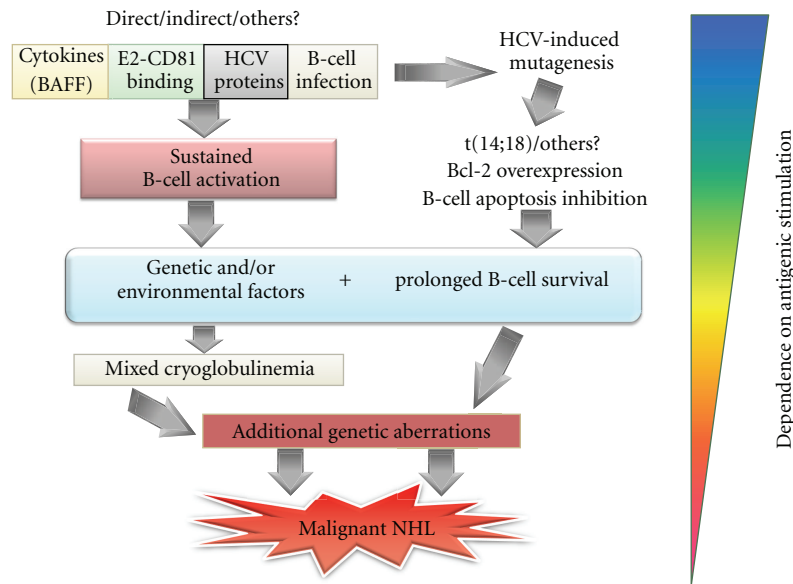 Direct/indirect/others?
Cytokines
(BAFF)
E2-CD81
binding
HCV
proteins
B-cell
infection
HCV-induced
mutagenesis
Sustained
B-cell activation
t(14;18)/others?
Bcl-2 overexpression
B-cell apoptosis inhibition
Genetic and/or
environmental factors
+
prolonged B-cell survival
Mixed cryoglobulinemia
Additional genetic aberrations
Malignant NHL
Dependence on antigenic stimulation